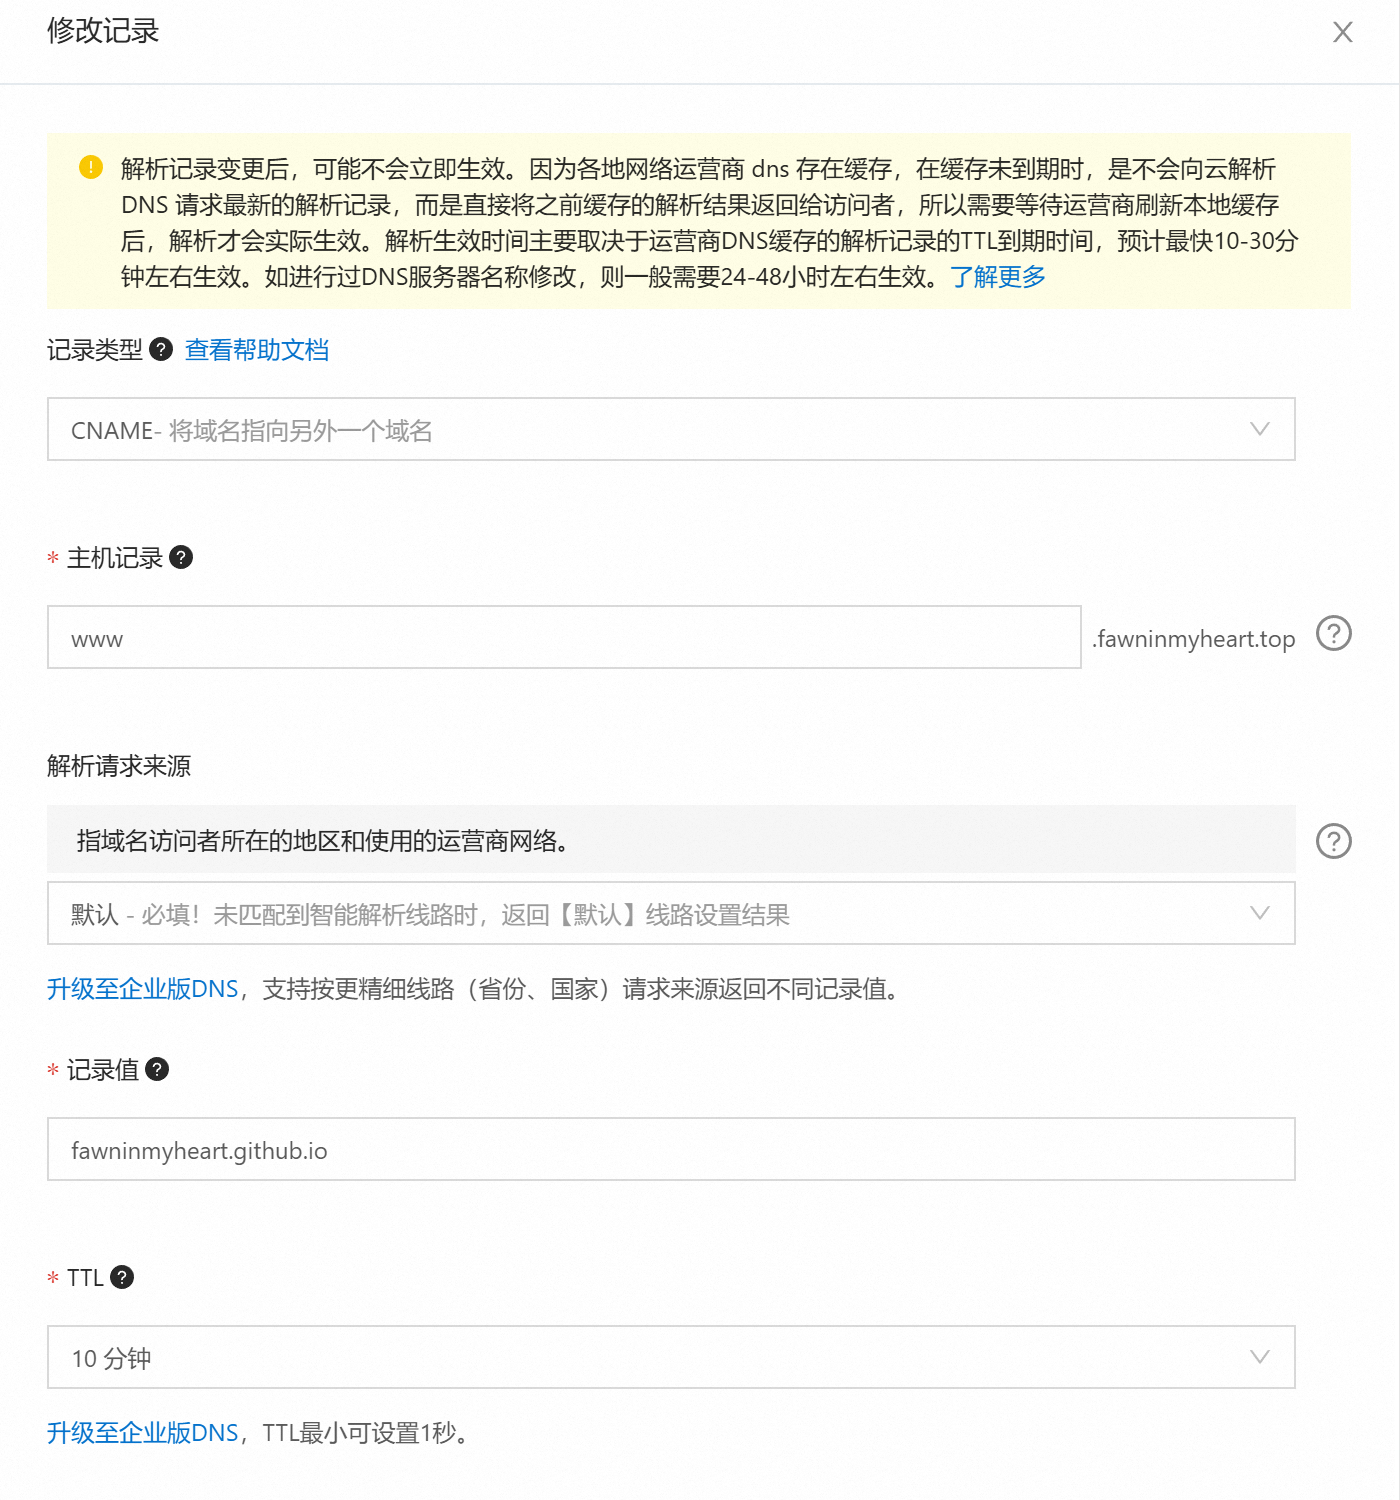 修改记录
解析记录变更后，可能不会立即生效。因为各地网络运营商 dns 存在缓存，在缓存未到期时，是不会向云解析
DNS 请求最新的解析记录，而是直接将之前缓存的解析结果返回给访问者，所以需要等待运营商刷新本地缓存
后，解析才会实际生效。解析生效时间主要取决于运营商DNS缓存的解析记录的TTL到期时间，预计最快10-30分
钟左右生效。如进行过DNS服务器名称修改，则一般需要24-48小时左右生效。了解更多
记录类型 查看帮助文档
CNAME- 将域名指向另外一个域名
* 主机记录
www .fawninmyheart.top
解析请求来源
指域名访问者所在的地区和使用的运营商网络。
默认 - 必填！未匹配到智能解析线路时，返回【默认】线路设置结果
升级至企业版DNS，支持按更精细线路（省份、国家）请求来源返回不同记录值。
* 记录值
fawninmyheart.github.io
* TTL
10 分钟
升级至企业版DNS，TTL最小可设置1秒。